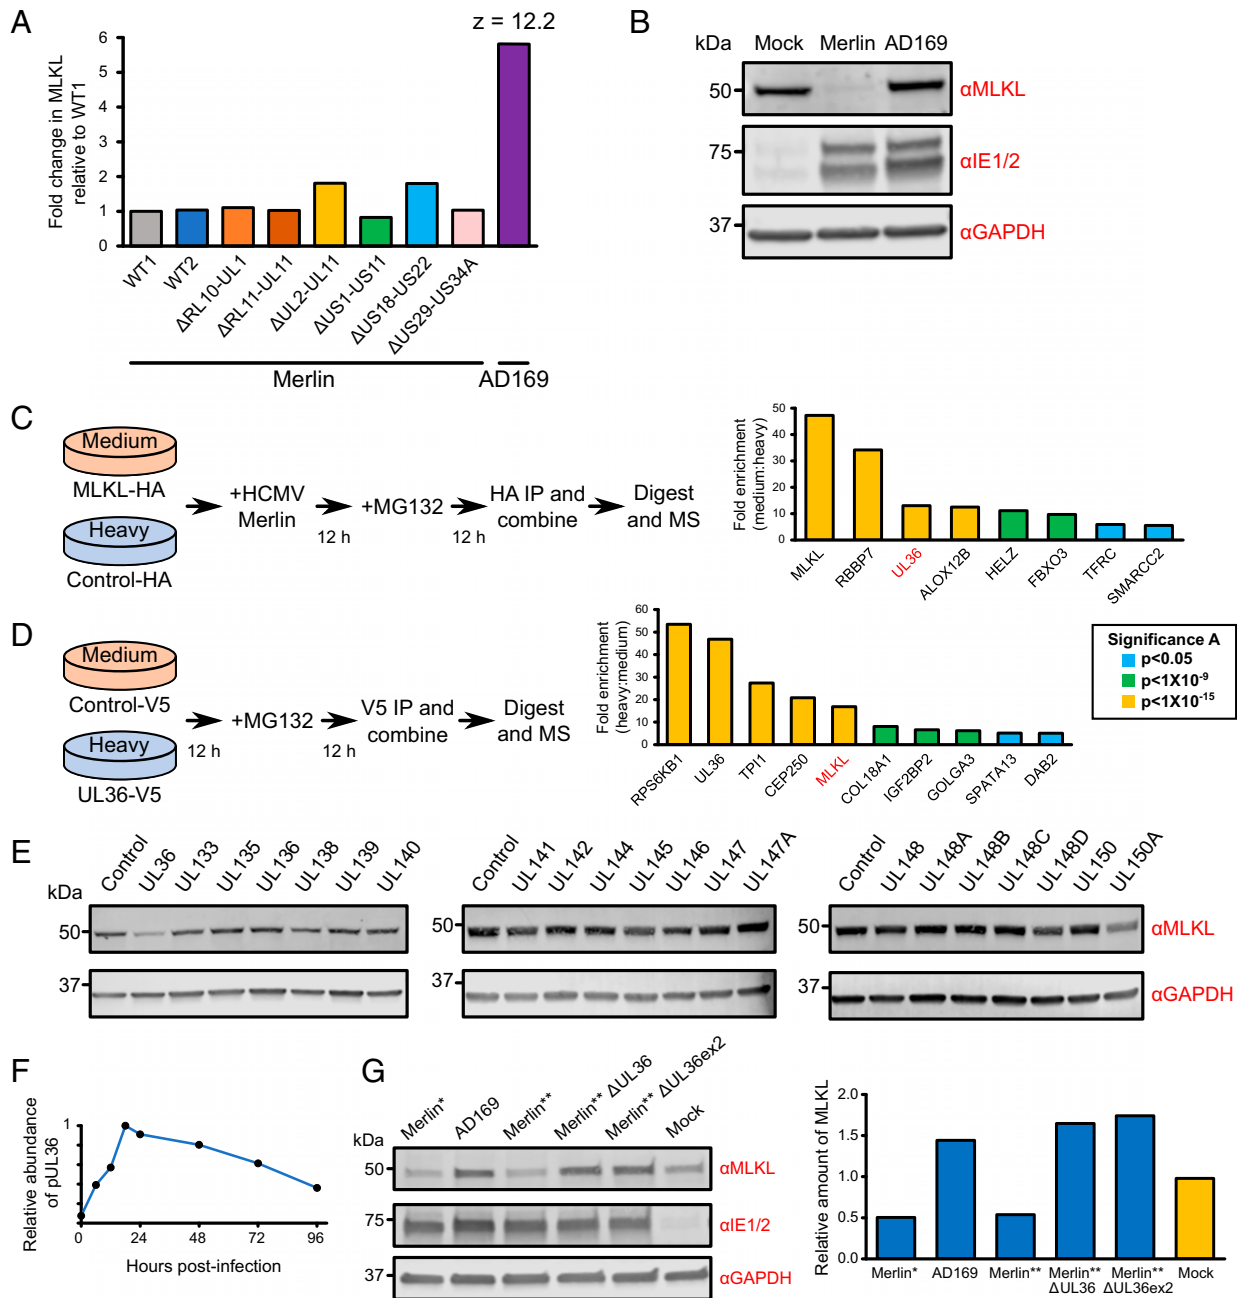 A
z = 12.2
Fold change in MLKL
relative to WT1
6
5
4
3
2
1
0
WT1
WT2
ΔRL10-UL1
ΔRL11-UL11
ΔUL2-UL11
ΔUS1-US11
ΔUS18-US22
ΔUS29-US34A
Merlin
AD169
B
kDa Mock Merlin AD169
50
αMLKL
75
αIE1/2
37
αGAPDH
C
Medium
MLKL-HA
Heavy
Control-HA
+HCMV
Merlin
12 h
+MG132
12 h
HA IP and
combine
Digest
and MS
Fold enrichment
(medium:heavy)
50
40
30
20
10
0
MLKL
RBBP7
UL36
ALOX12B
HELZ
FBXO3
TFRC
SMARCC2
D
Medium
Control-V5
Heavy
UL36-V5
12 h
+MG132
12 h
V5 IP and
combine
Digest
and MS
Fold enrichment
(heavy:medium)
60
50
40
30
20
10
0
RPS6KB1
UL36
TPI1
CEP250
MLKL
COL18A1
IGF2BP2
GOLGA3
SPATA13
DAB2
Significance A
p<0.05
p<1X10⁻⁹
p<1X10⁻¹⁵
E
kDa
Control
UL36
UL133
UL135
UL136
UL138
UL139
UL140
50
37
Control
UL141
UL142
UL144
UL145
UL146
UL147
UL147A
50
37
Control
UL148
UL148A
UL148B
UL148C
UL148D
UL150
UL150A
50
αMLKL
37
αGAPDH
F
Relative abundance
of pUL36
1
0
0 24 48 72 96
Hours post-infection
G
kDa
Merlin*
AD169
Merlin**
Merlin** ΔUL36
Merlin** ΔUL36ex2
Mock
50
αMLKL
75
αIE1/2
37
αGAPDH
Relative amount of MLKL
2.0
1.5
1.0
0.5
0.0
Merlin*
AD169
Merlin**
Merlin**
ΔUL36
Merlin**
ΔUL36ex2
Mock